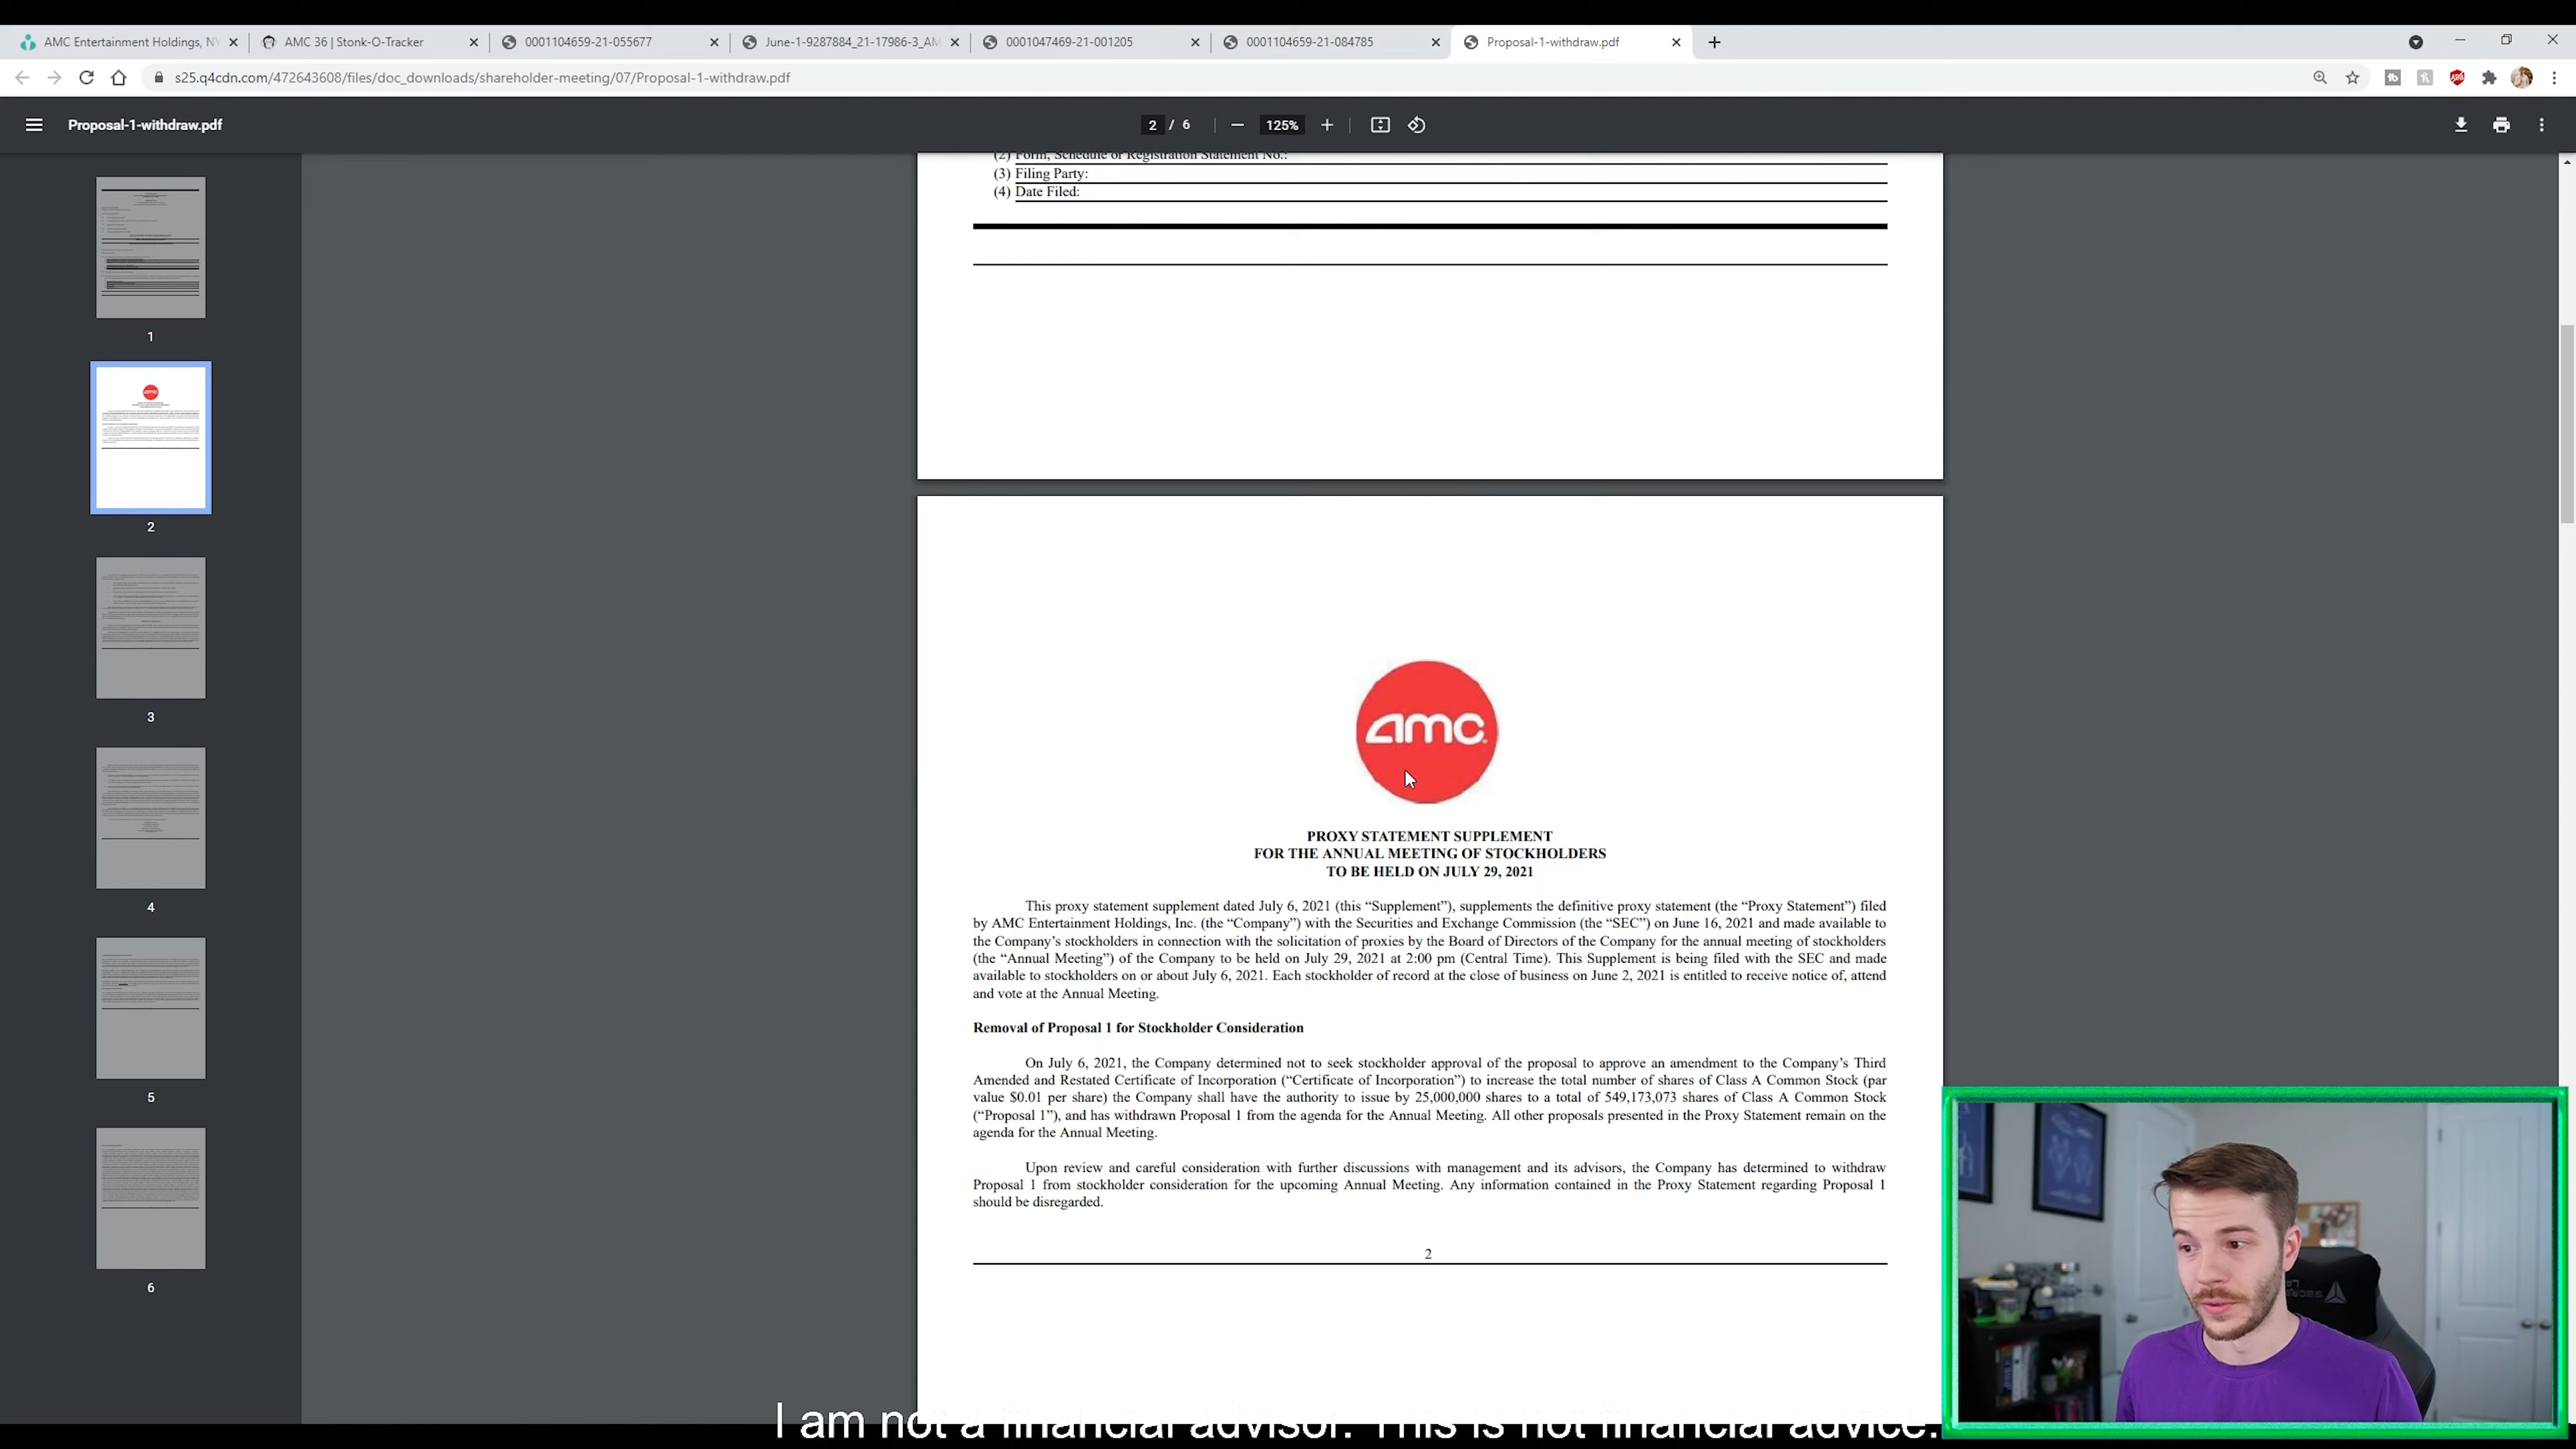 AMC Entertainment Holdings, NY
AMC 36 | Stonk-O-Tracker
0001104659-21-055677
June-1-9287884_21-17986-3_AM
0001047469-21-001205
0001104659-21-084785
Proposal-1-withdraw.pdf
s25.q4cdn.com/472643608/files/doc_downloads/shareholder-meeting/07/Proposal-1-withdraw.pdf
Proposal-1-withdraw.pdf
2 / 6
125%
1
2
3
4
5
6
(2) Form, Schedule or Registration Statement No.:
(3) Filing Party:
(4) Date Filed:
amc
PROXY STATEMENT SUPPLEMENT
FOR THE ANNUAL MEETING OF STOCKHOLDERS
TO BE HELD ON JULY 29, 2021
This proxy statement supplement dated July 6, 2021 (this “Supplement”), supplements the definitive proxy statement (the “Proxy Statement”) filed
by AMC Entertainment Holdings, Inc. (the “Company”) with the Securities and Exchange Commission (the “SEC”) on June 16, 2021 and made available to
the Company’s stockholders in connection with the solicitation of proxies by the Board of Directors of the Company for the annual meeting of stockholders
(the “Annual Meeting”) of the Company to be held on July 29, 2021 at 2:00 pm (Central Time). This Supplement is being filed with the SEC and made
available to stockholders on or about July 6, 2021. Each stockholder of record at the close of business on June 2, 2021 is entitled to receive notice of, attend
and vote at the Annual Meeting.
Removal of Proposal 1 for Stockholder Consideration
On July 6, 2021, the Company determined not to seek stockholder approval of the proposal to approve an amendment to the Company’s Third
Amended and Restated Certificate of Incorporation (“Certificate of Incorporation”) to increase the total number of shares of Class A Common Stock (par
value $0.01 per share) the Company shall have the authority to issue by 25,000,000 shares to a total of 549,173,073 shares of Class A Common Stock
(“Proposal 1”), and has withdrawn Proposal 1 from the agenda for the Annual Meeting. All other proposals presented in the Proxy Statement remain on the
agenda for the Annual Meeting.
Upon review and careful consideration with further discussions with management and its advisors, the Company has determined to withdraw
Proposal 1 from stockholder consideration for the upcoming Annual Meeting. Any information contained in the Proxy Statement regarding Proposal 1
should be disregarded.
2
I am not a financial advisor. This is not financial advice.